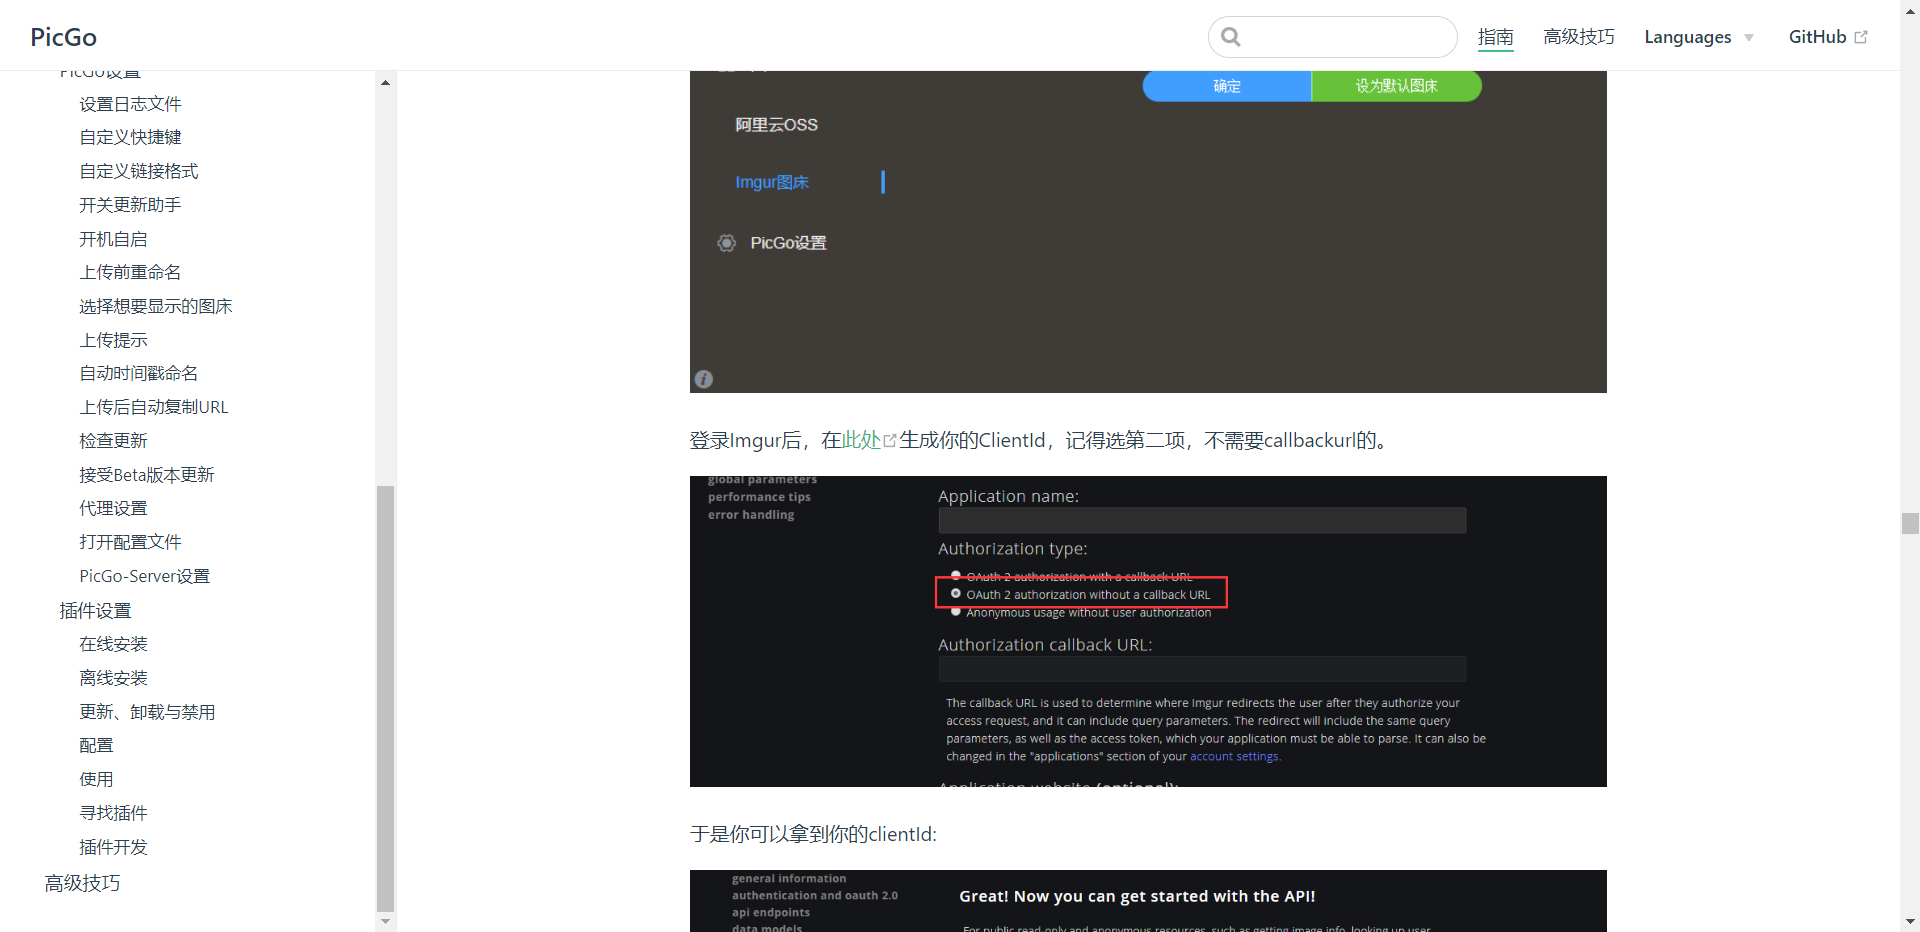 PicGo
指南
高级技巧
Languages
GitHub
PicGo设置
设置日志文件
自定义快捷键
自定义链接格式
开关更新助手
开机自启
上传前重命名
选择想要显示的图床
上传提示
自动时间戳命名
上传后自动复制URL
检查更新
接受Beta版本更新
代理设置
打开配置文件
PicGo-Server设置
插件设置
在线安装
离线安装
更新、卸载与禁用
配置
使用
寻找插件
插件开发
高级技巧
确定
设为默认图床
阿里云OSS
Imgur图床
PicGo设置
登录Imgur后，在此处生成你的ClientId，记得选第二项，不需要callbackurl的。
global parameters
performance tips
error handling
Application name:
Authorization type:
OAuth 2 authorization with a callback URL
OAuth 2 authorization without a callback URL
Anonymous usage without user authorization
Authorization callback URL:
The callback URL is used to determine where Imgur redirects the user after they authorize your
access request, and it can include query parameters. The redirect will include the same query
parameters, as well as the access token, which your application must be able to parse. It can also be
changed in the "applications" section of your account settings.
Application website (optional):
于是你可以拿到你的clientId:
general information
authentication and oauth 2.0
api endpoints
data models
Great! Now you can get started with the API!
For public read-only and anonymous resources, such as getting image info, looking up user